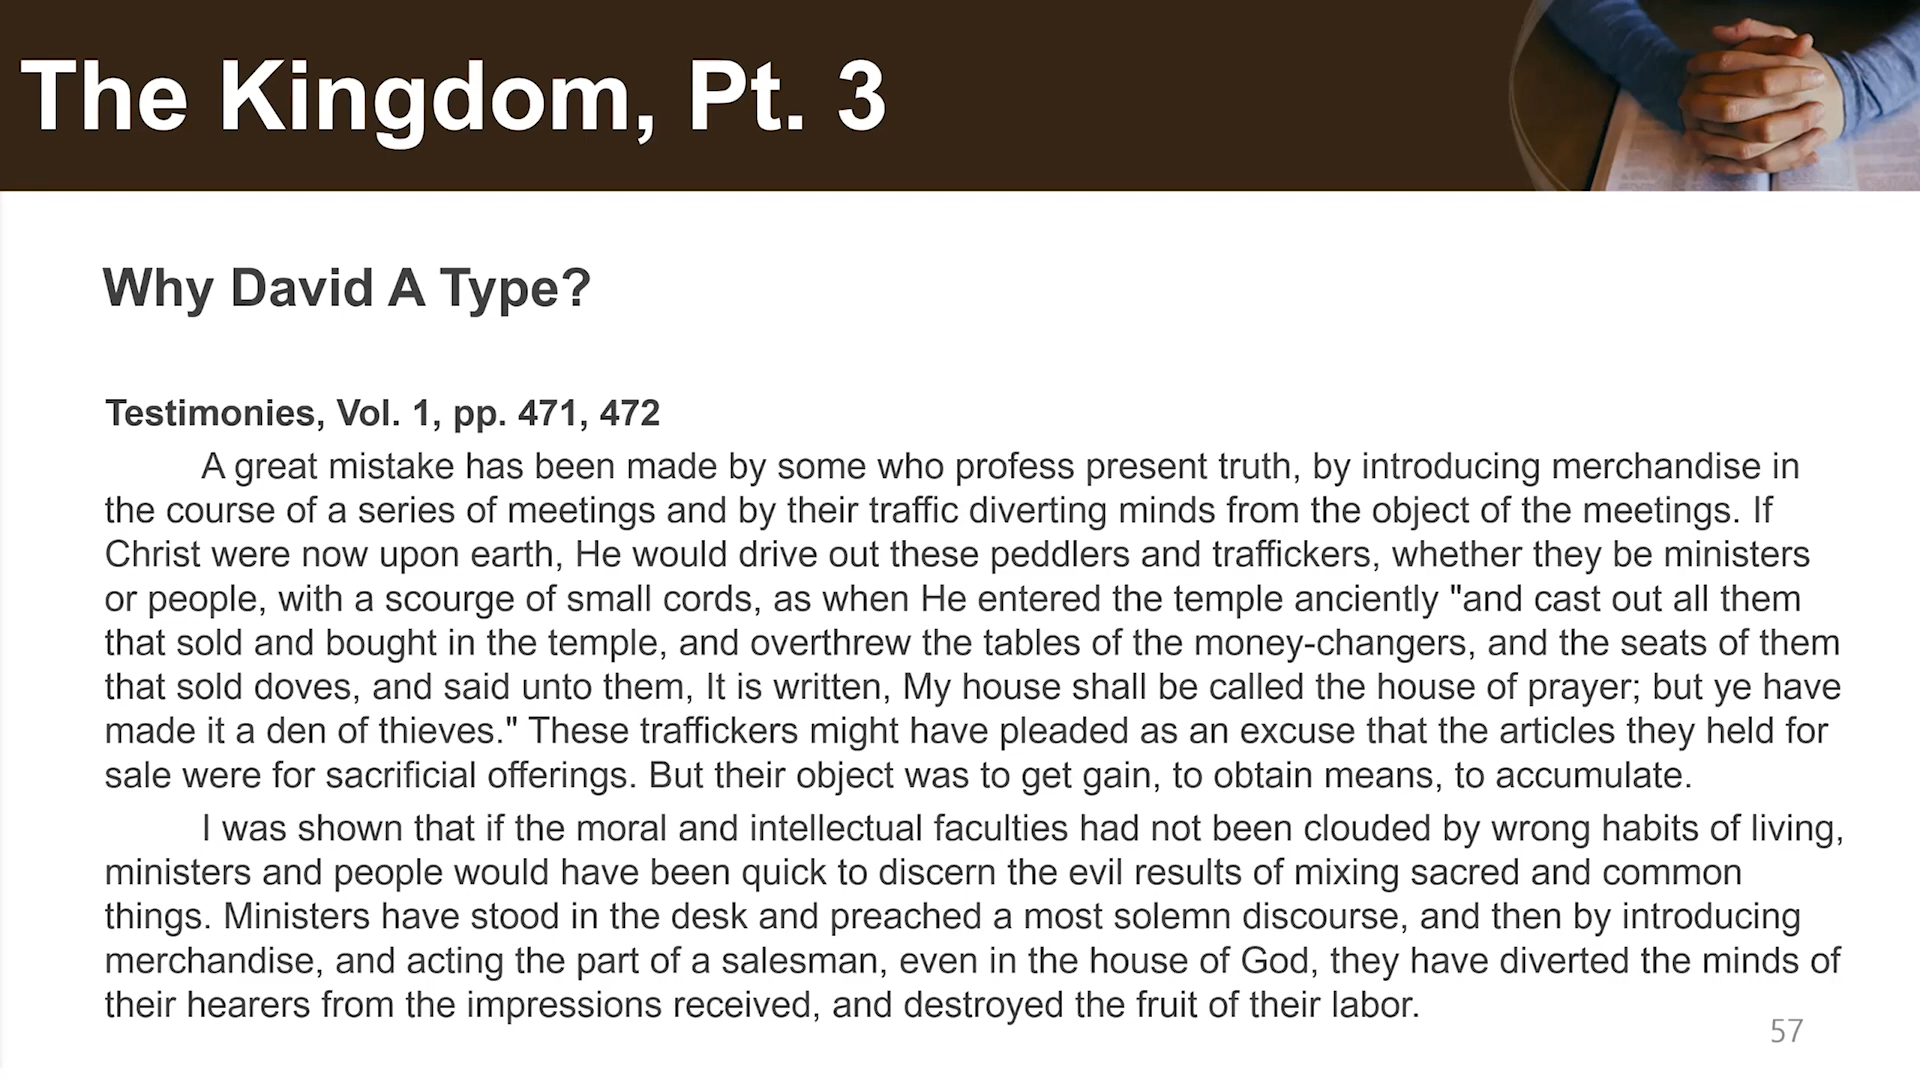 The Kingdom, Pt. 3
Why David A Type?
Testimonies, Vol. 1, pp. 471, 472
A great mistake has been made by some who profess present truth, by introducing merchandise in
the course of a series of meetings and by their traffic diverting minds from the object of the meetings. If
Christ were now upon earth, He would drive out these peddlers and traffickers, whether they be ministers
or people, with a scourge of small cords, as when He entered the temple anciently "and cast out all them
that sold and bought in the temple, and overthrew the tables of the money-changers, and the seats of them
that sold doves, and said unto them, It is written, My house shall be called the house of prayer; but ye have
made it a den of thieves." These traffickers might have pleaded as an excuse that the articles they held for
sale were for sacrificial offerings. But their object was to get gain, to obtain means, to accumulate.
I was shown that if the moral and intellectual faculties had not been clouded by wrong habits of living,
ministers and people would have been quick to discern the evil results of mixing sacred and common
things. Ministers have stood in the desk and preached a most solemn discourse, and then by introducing
merchandise, and acting the part of a salesman, even in the house of God, they have diverted the minds of
their hearers from the impressions received, and destroyed the fruit of their labor.
57